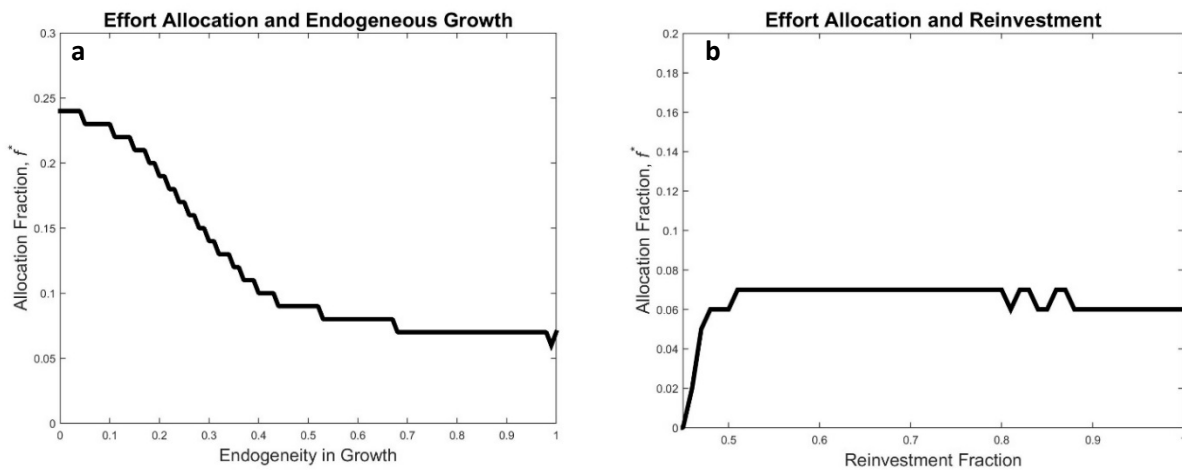 Effort Allocation and Endogeneous Growth
a
0.3
0.25
0.2
0.15
0.1
0.05
0
Allocation Fraction, f*
0 0.1 0.2 0.3 0.4 0.5 0.6 0.7 0.8 0.9 1
Endogeneity in Growth
Effort Allocation and Reinvestment
b
0.2
0.18
0.16
0.14
0.12
0.1
0.08
0.06
0.04
0.02
0
Allocation Fraction, f*
0.5 0.6 0.7 0.8 0.9 1
Reinvestment Fraction